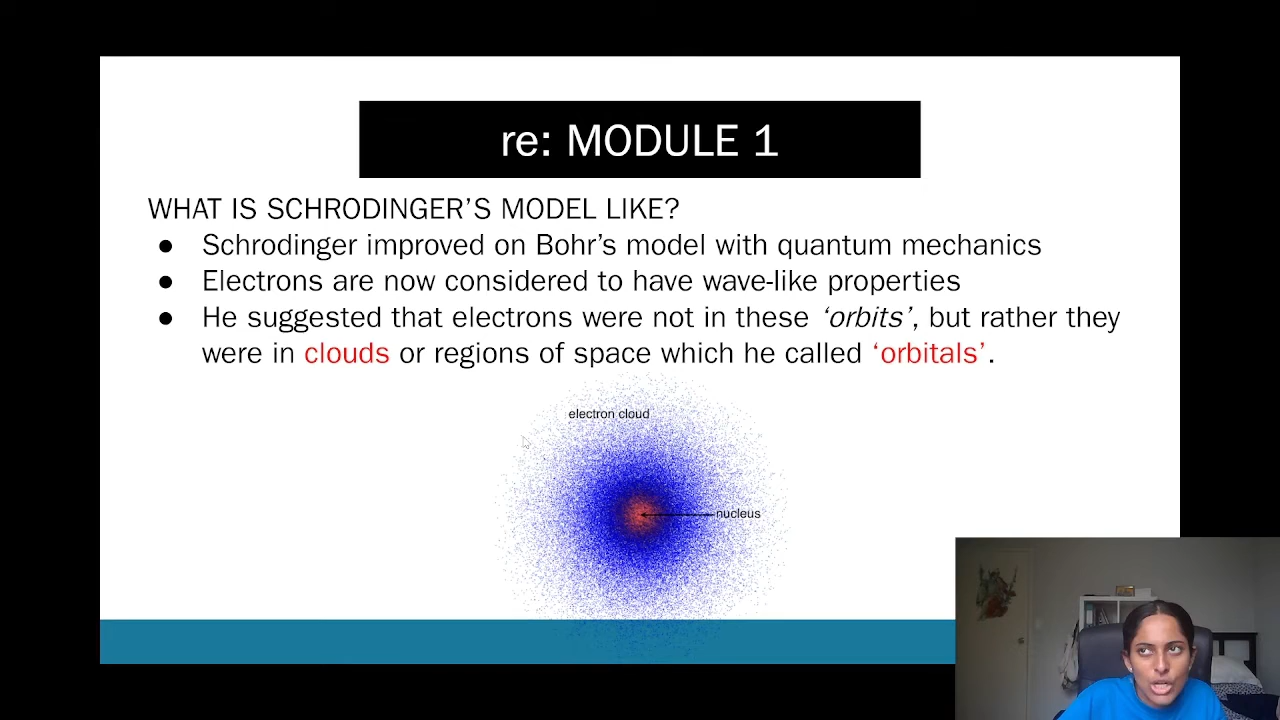 re: MODULE 1
WHAT IS SCHRODINGER'S MODEL LIKE?
● Schrodinger improved on Bohr's model with quantum mechanics
● Electrons are now considered to have wave-like properties
● He suggested that electrons were not in these 'orbits', but rather they
were in clouds or regions of space which he called 'orbitals'.
electron cloud
nucleus